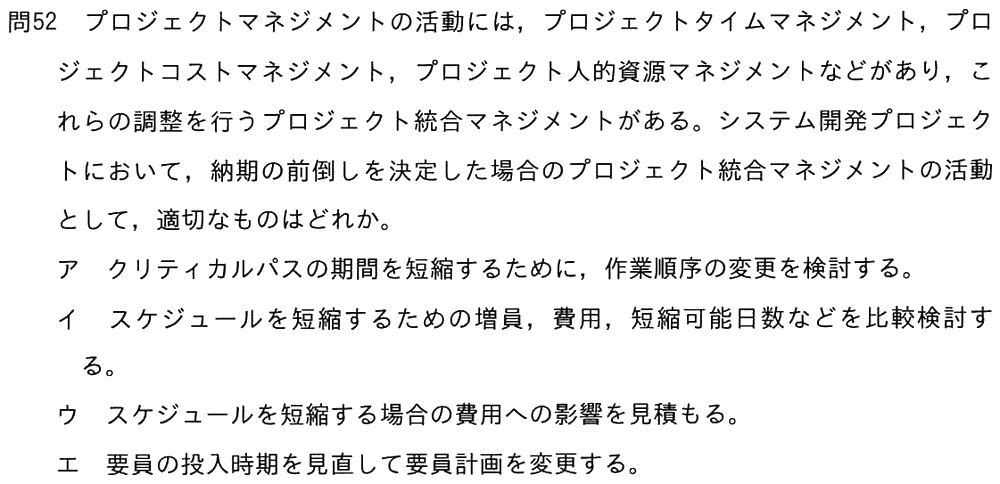 問52　プロジェクトマネジメントの活動には，プロジェクトタイムマネジメント，プロ
ジェクトコストマネジメント，プロジェクト人的資源マネジメントなどがあり，こ
れらの調整を行うプロジェクト統合マネジメントがある。システム開発プロジェク
トにおいて，納期の前倒しを決定した場合のプロジェクト統合マネジメントの活動
として，適切なものはどれか。
ア　クリティカルパスの期間を短縮するために，作業順序の変更を検討する。
イ　スケジュールを短縮するための増員，費用，短縮可能日数などを比較検討す
る。
ウ　スケジュールを短縮する場合の費用への影響を見積もる。
エ　要員の投入時期を見直して要員計画を変更する。